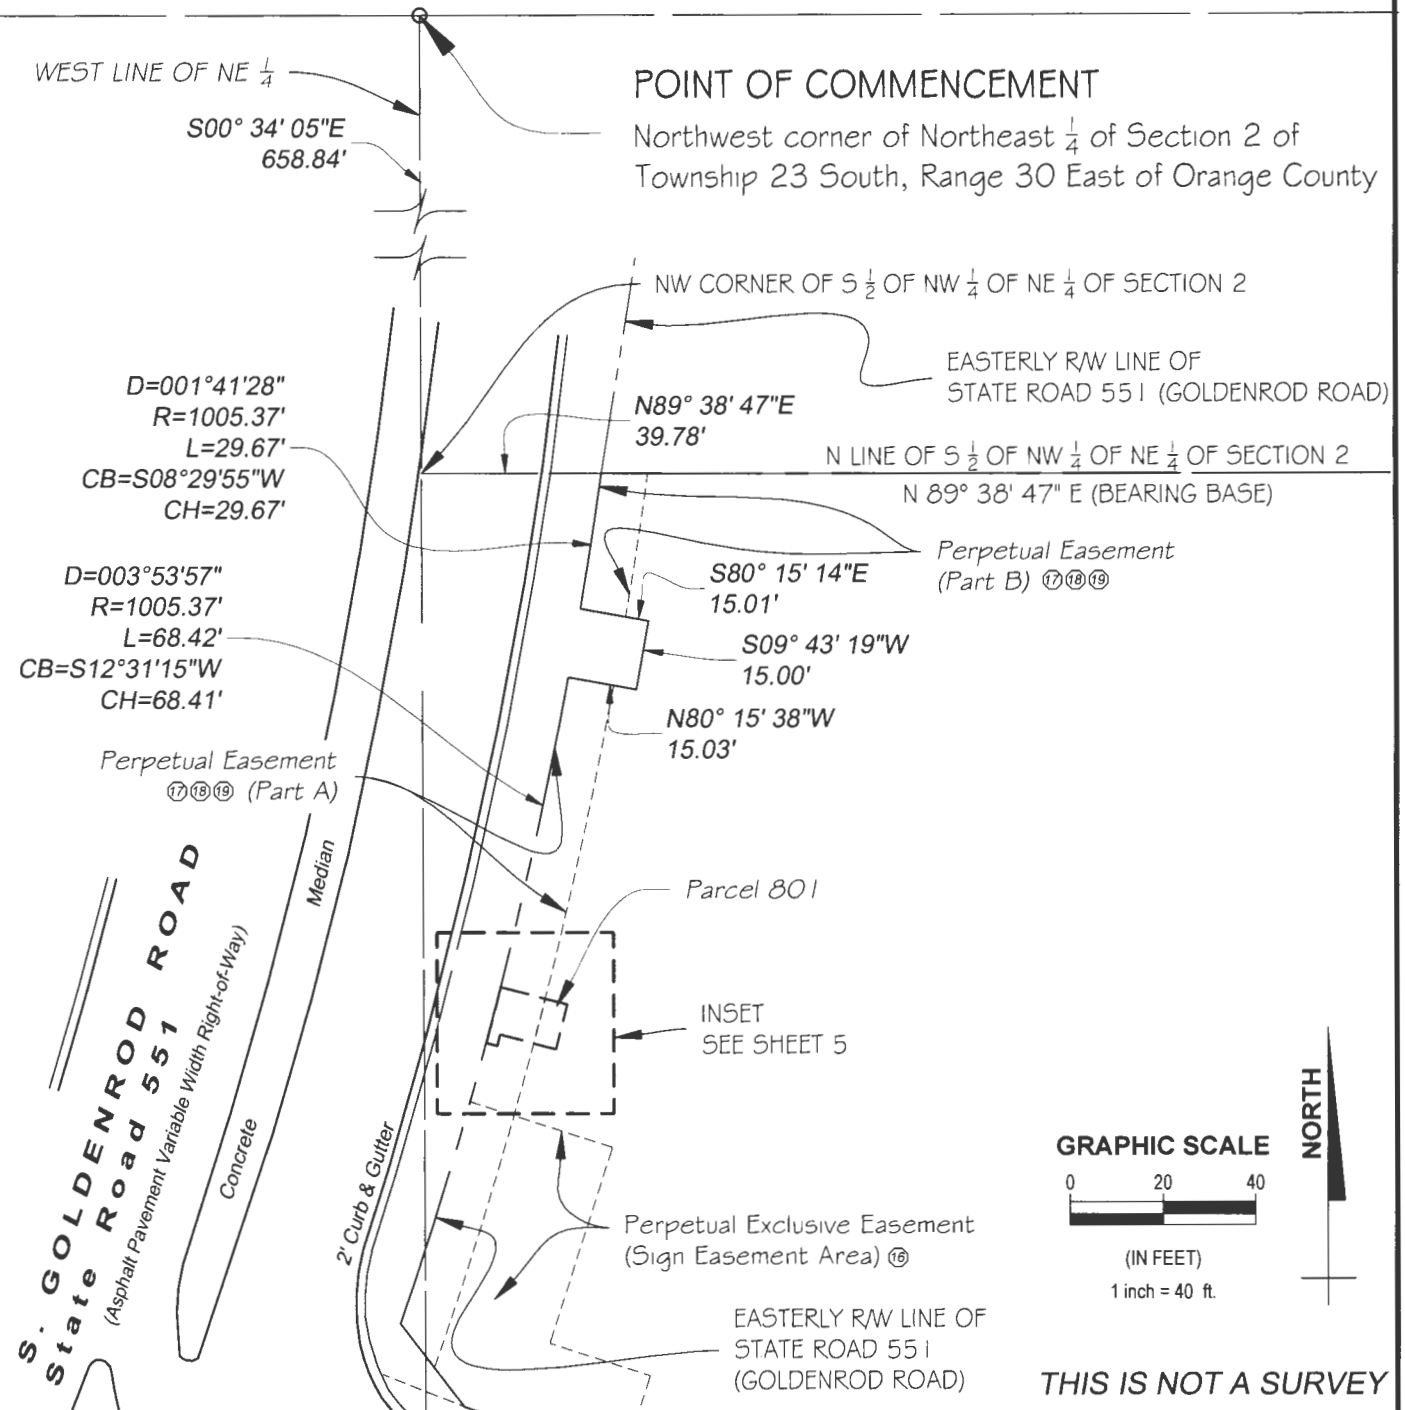 WEST LINE OF NE 1/4
S00° 34' 05"E
658.84'
POINT OF COMMENCEMENT
Northwest corner of Northeast 1/4 of Section 2 of
Township 23 South, Range 30 East of Orange County
NW CORNER OF S 1/2 OF NW 1/4 OF NE 1/4 OF SECTION 2
EASTERLY R/W LINE OF
STATE ROAD 551 (GOLDENROD ROAD)
D=001°41'28"
R=1005.37'
L=29.67'
CB=S08°29'55"W
CH=29.67'
N89° 38' 47"E
39.78'
N LINE OF S 1/2 OF NW 1/4 OF NE 1/4 OF SECTION 2
N 89° 38' 47" E (BEARING BASE)
Perpetual Easement
(Part B) ⑰⑱⑲
D=003°53'57"
R=1005.37'
L=68.42'
CB=S12°31'15"W
CH=68.41'
S80° 15' 14"E
15.01'
S09° 43' 19"W
15.00'
N80° 15' 38"W
15.03'
Perpetual Easement
⑰⑱⑲ (Part A)
Parcel 801
INSET
SEE SHEET 5
S. GOLDENROD ROAD
State Road 551
(Asphalt Pavement Variable Width Right-of-Way)
Concrete
Median
2' Curb & Gutter
Perpetual Exclusive Easement
(Sign Easement Area) ⑯
EASTERLY R/W LINE OF
STATE ROAD 551
(GOLDENROD ROAD)
GRAPHIC SCALE
0 20 40
(IN FEET)
1 inch = 40 ft.
NORTH
THIS IS NOT A SURVEY